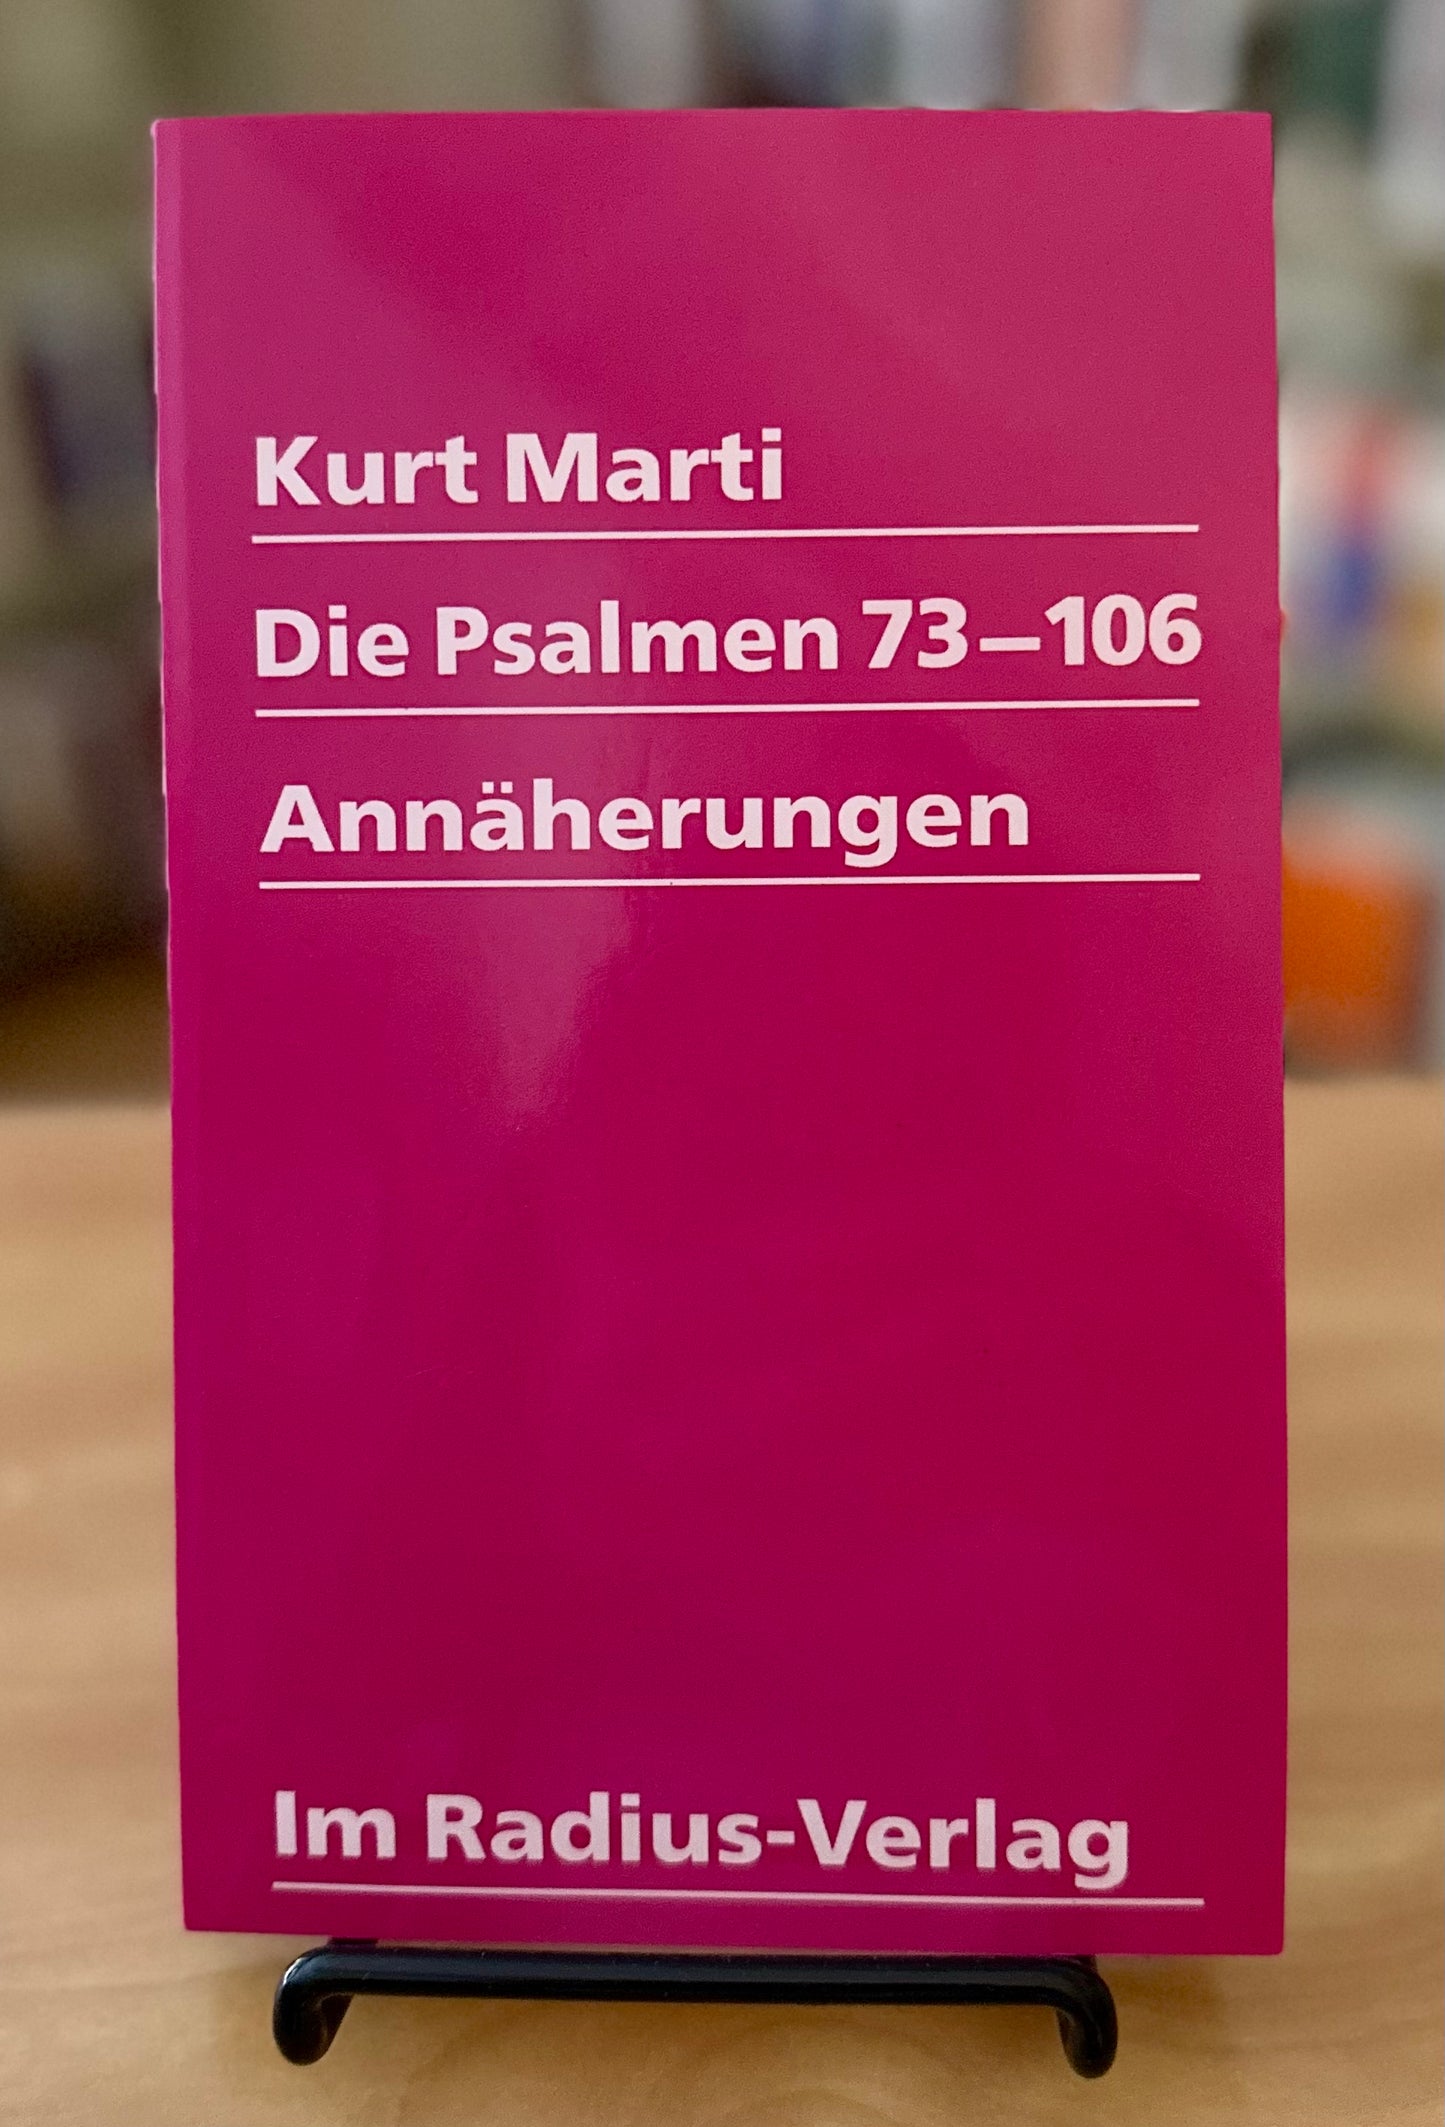 Kurt Marti
Die Psalmen 73–106
Annäherungen
Im Radius-Verlag